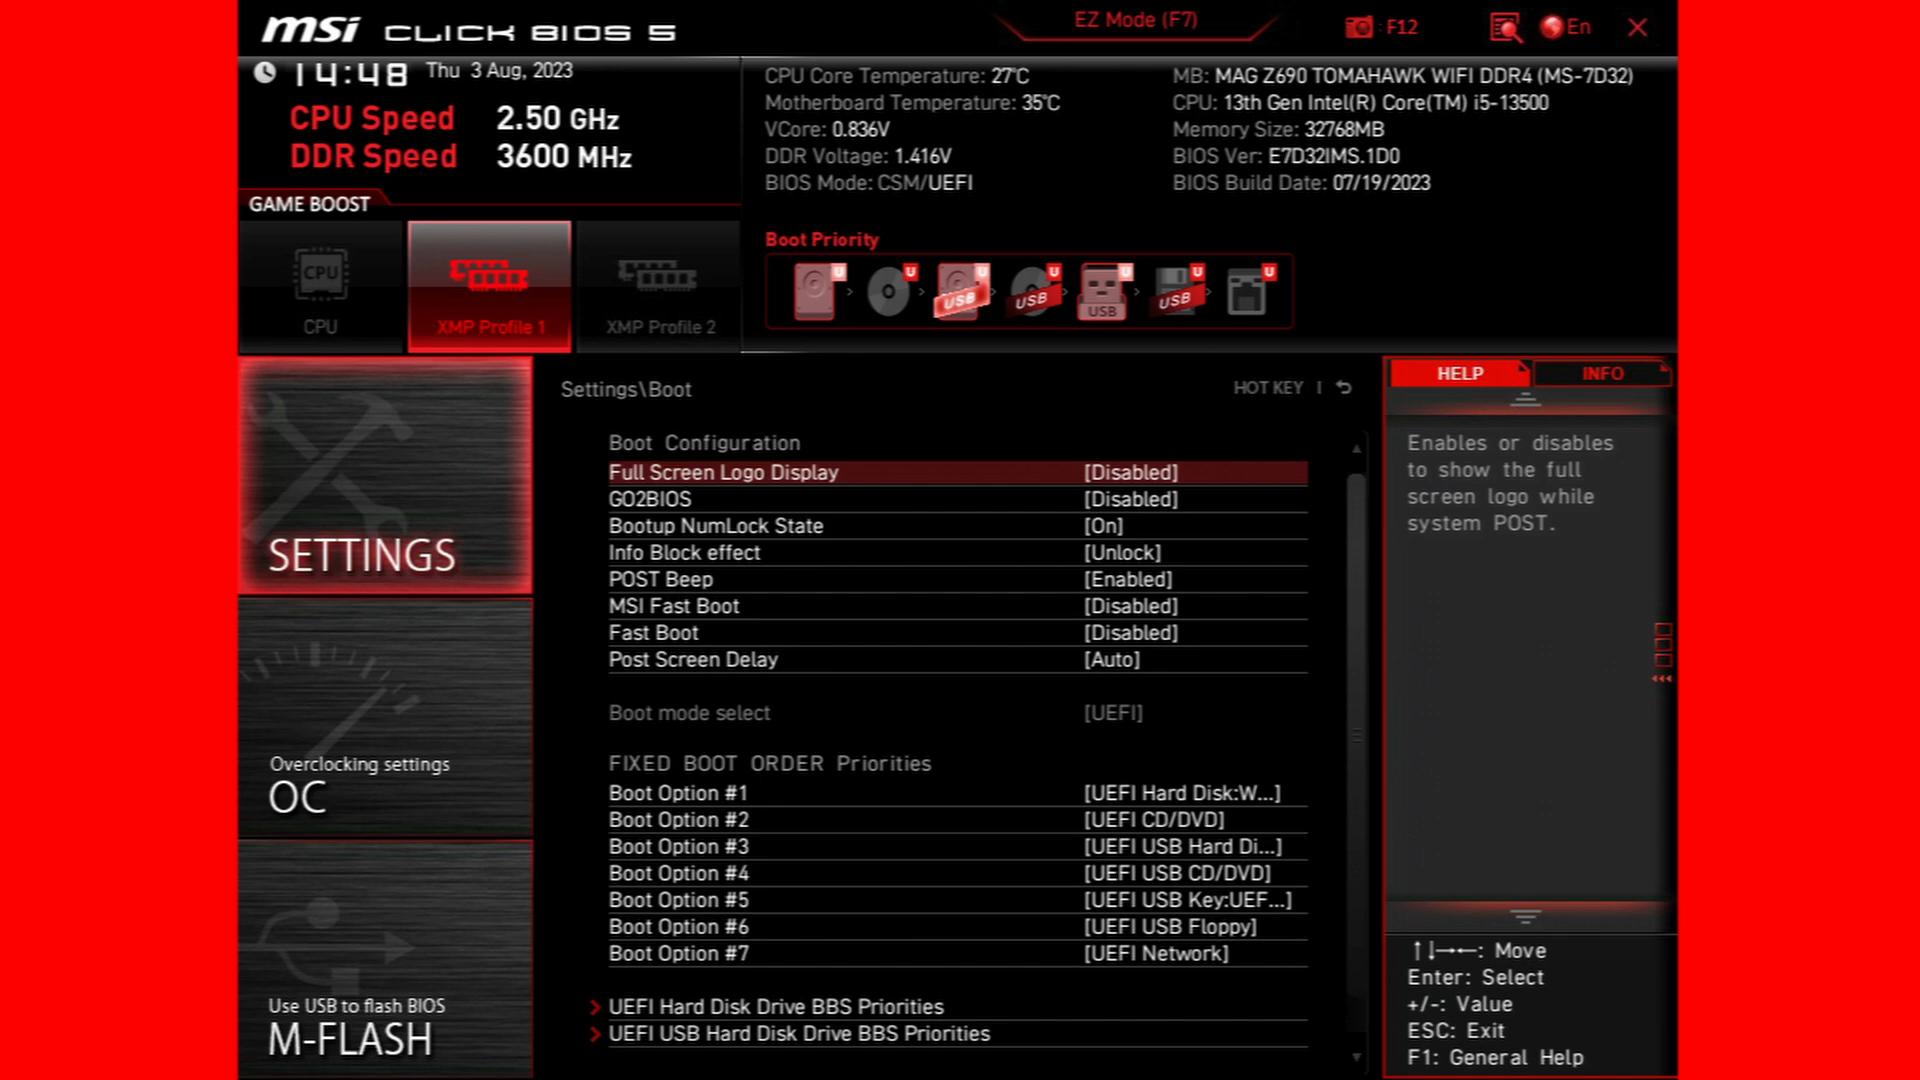 msi CLICK BIOS 5
EZ Mode (F7)
: F12
En
14:48 Thu 3 Aug, 2023
CPU Speed 2.50 GHz
DDR Speed 3600 MHz
CPU Core Temperature: 27°C
Motherboard Temperature: 35°C
VCore: 0.836V
DDR Voltage: 1.416V
BIOS Mode: CSM/UEFI
MB: MAG Z690 TOMAHAWK WIFI DDR4 (MS-7D32)
CPU: 13th Gen Intel(R) Core(TM) i5-13500
Memory Size: 32768MB
BIOS Ver: E7D32IMS.1D0
BIOS Build Date: 07/19/2023
GAME BOOST
CPU
CPU
XMP Profile 1
XMP Profile 2
Boot Priority
U U U U U U U
USB USB USB USB
SETTINGS
Overclocking settings
OC
Use USB to flash BIOS
M-FLASH
Settings\Boot
HOT KEY |
Boot Configuration
Full Screen Logo Display [Disabled]
GO2BIOS [Disabled]
Bootup NumLock State [On]
Info Block effect [Unlock]
POST Beep [Enabled]
MSI Fast Boot [Disabled]
Fast Boot [Disabled]
Post Screen Delay [Auto]
Boot mode select [UEFI]
FIXED BOOT ORDER Priorities
Boot Option #1 [UEFI Hard Disk:W...]
Boot Option #2 [UEFI CD/DVD]
Boot Option #3 [UEFI USB Hard Di...]
Boot Option #4 [UEFI USB CD/DVD]
Boot Option #5 [UEFI USB Key:UEF...]
Boot Option #6 [UEFI USB Floppy]
Boot Option #7 [UEFI Network]
UEFI Hard Disk Drive BBS Priorities
UEFI USB Hard Disk Drive BBS Priorities
HELP
INFO
Enables or disables
to show the full
screen logo while
system POST.
↑↓→←: Move
Enter: Select
+/-: Value
ESC: Exit
F1: General Help